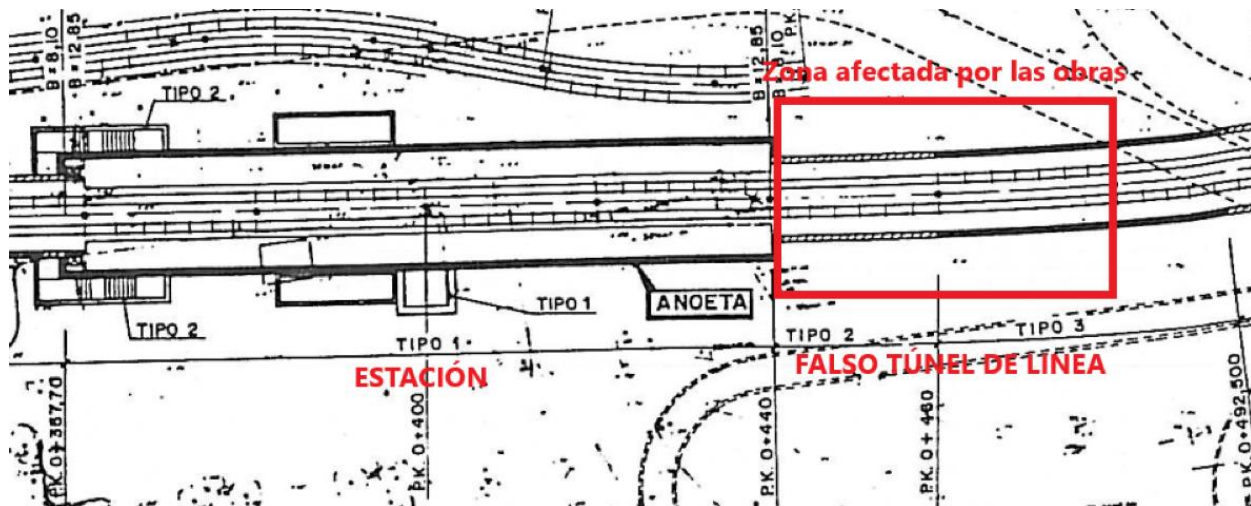 B = 8,10
B = 12,85
B = 12,85
B = 8,10
P.K.
Zona afectada por las obras
TIPO 2
TIPO 1
ANOETA
TIPO 2
TIPO 1
TIPO 2
TIPO 3
ESTACIÓN
FALSO TÚNEL DE LINEA
P.K. 0+367,70
P.K. 0+400
P.K. 0+440
P.K. 0+460
P.K. 0+492,500